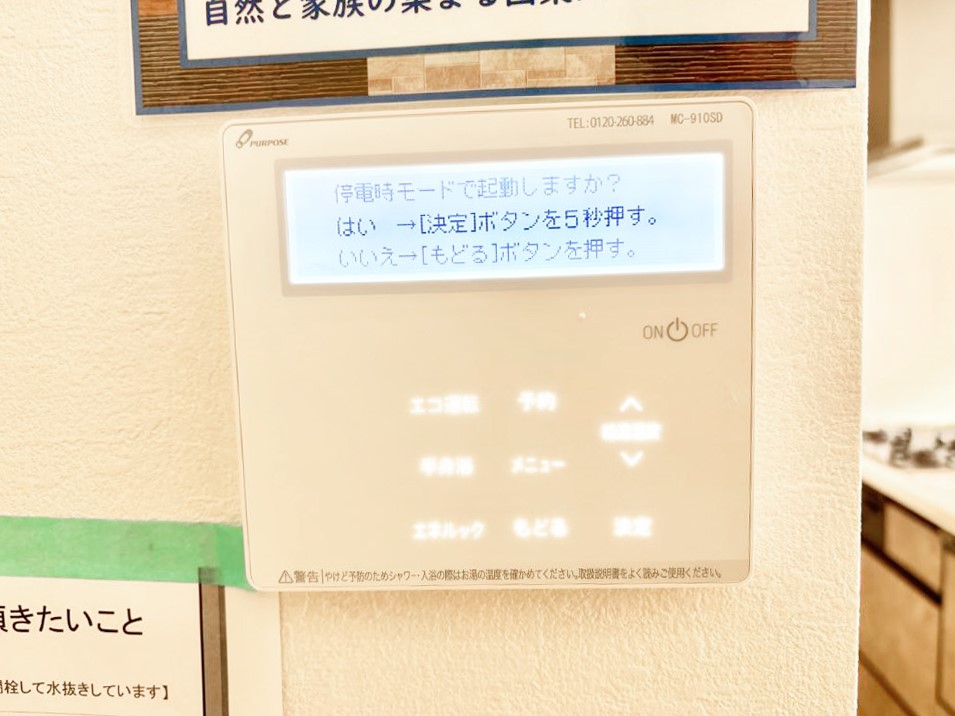 自然と家族の集まる
PURPOSE
TEL:0120-260-884 MC-910SD
停電時モードで起動しますか？
はい →[決定]ボタンを5秒押す。
いいえ→[もどる]ボタンを押す。
ON OFF
エコ運転 予約
半身浴 メニュー
エネルック もどる 決定
⚠警告 やけど予防のためシャワー・入浴の際はお湯の温度を確かめてください。取扱説明書をよく読みご使用ください。
頂きたいこと
栓して水抜きしています】